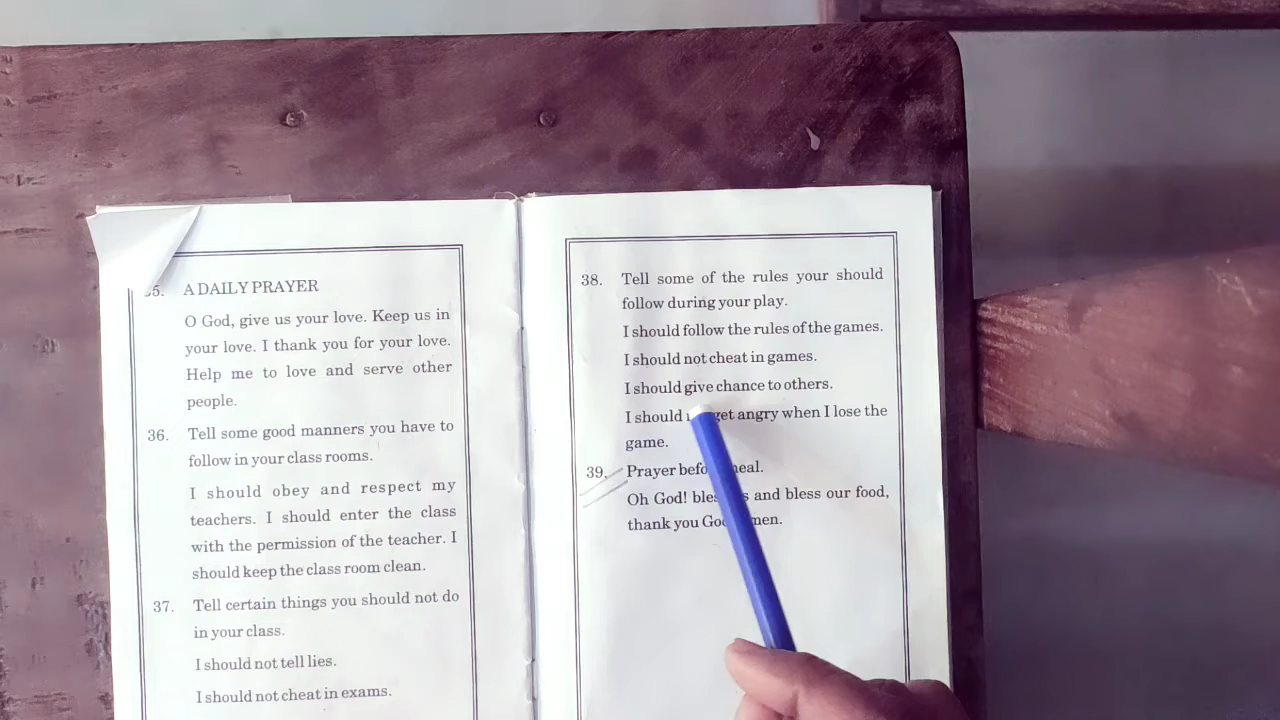 35. A DAILY PRAYER
O God, give us your love. Keep us in
your love. I thank you for your love.
Help me to love and serve other
people.
36. Tell some good manners you have to
follow in your class rooms.
I should obey and respect my
teachers. I should enter the class
with the permission of the teacher. I
should keep the class room clean.
37. Tell certain things you should not do
in your class.
I should not tell lies.
I should not cheat in exams.
38. Tell some of the rules your should
follow during your play.
I should follow the rules of the games.
I should not cheat in games.
I should give chance to others.
I should get angry when I lose the
game.
39. Prayer meal.
Oh God! and bless our food,
thank you